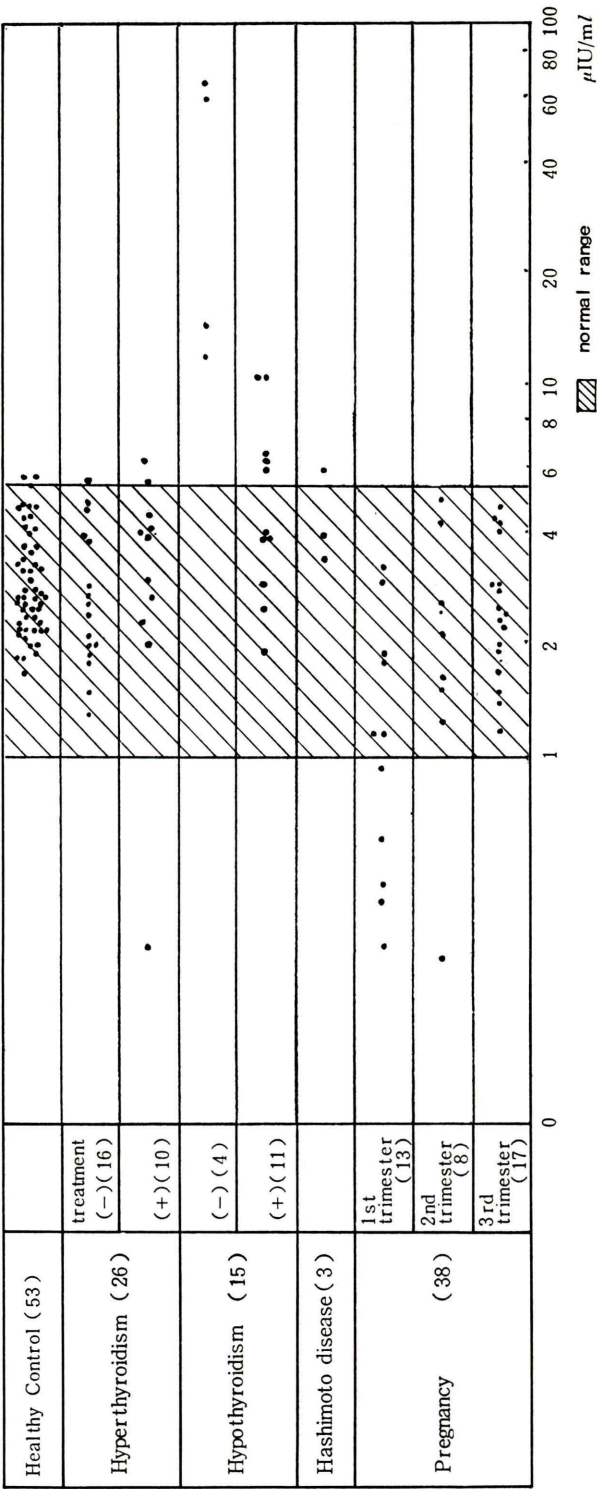 Healthy Control (53)
Hyperthyroidism (26)
treatment
(−)(16)
(+)(10)
Hypothyroidism (15)
(−)(4)
(+)(11)
Hashimoto disease (3)
Pregnancy (38)
1st
trimester
(13)
2nd
trimester
(8)
3rd
trimester
(17)
0 1 2 4 6 8 10 20 40 60 80 100
μIU/ml
normal range